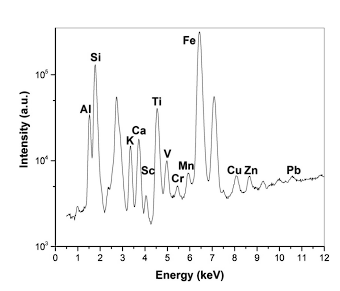 Fe
Si
10⁵
Al
Ti
Ca
K
V
Sc
Mn
Cr
Cu
Zn
Pb
10⁴
10³
Intensity (a.u.)
0 1 2 3 4 5 6 7 8 9 10 11 12
Energy (keV)